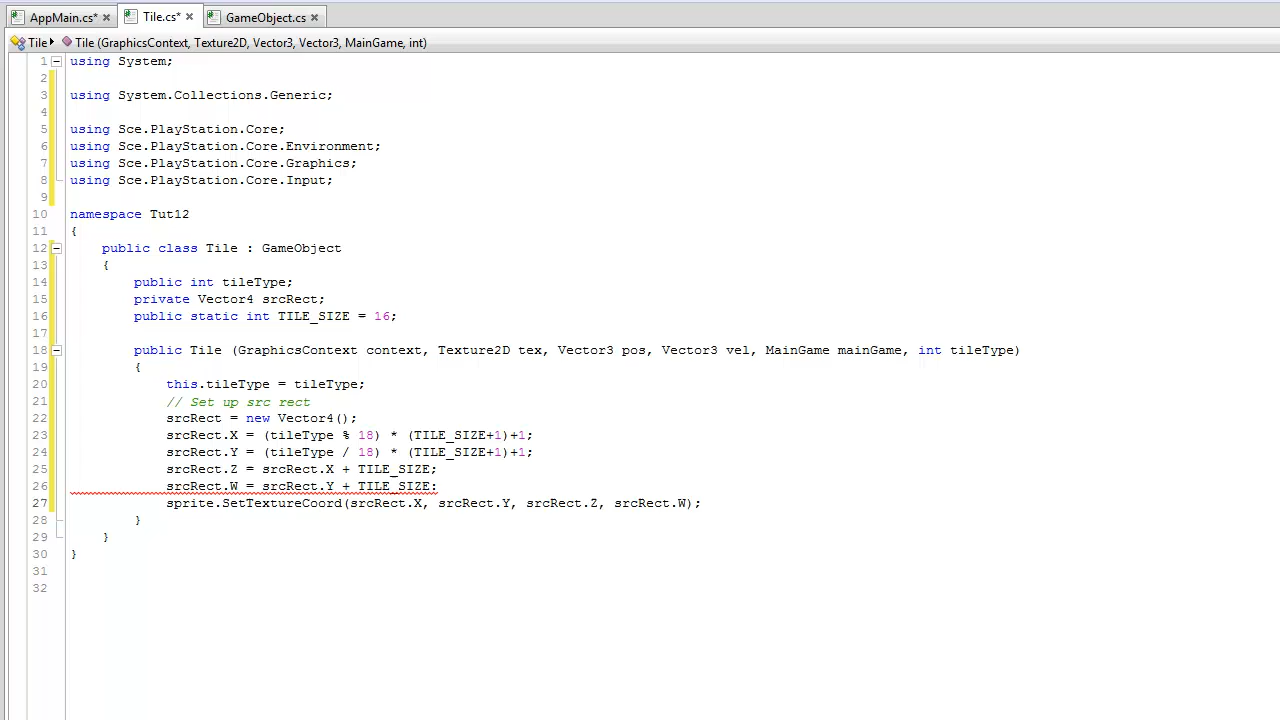 AppMain.cs* × Tile.cs* × GameObject.cs ×
Tile Tile (GraphicsContext, Texture2D, Vector3, Vector3, MainGame, int)
1 using System;
2
3 using System.Collections.Generic;
4
5 using Sce.PlayStation.Core;
6 using Sce.PlayStation.Core.Environment;
7 using Sce.PlayStation.Core.Graphics;
8 using Sce.PlayStation.Core.Input;
9
10 namespace Tut12
11 {
12 public class Tile : GameObject
13 {
14 public int tileType;
15 private Vector4 srcRect;
16 public static int TILE_SIZE = 16;
17
18 public Tile (GraphicsContext context, Texture2D tex, Vector3 pos, Vector3 vel, MainGame mainGame, int tileType)
19 {
20 this.tileType = tileType;
21 // Set up src rect
22 srcRect = new Vector4();
23 srcRect.X = (tileType % 18) * (TILE_SIZE+1)+1;
24 srcRect.Y = (tileType / 18) * (TILE_SIZE+1)+1;
25 srcRect.Z = srcRect.X + TILE_SIZE;
26 srcRect.W = srcRect.Y + TILE_SIZE:
27 sprite.SetTextureCoord(srcRect.X, srcRect.Y, srcRect.Z, srcRect.W);
28 }
29 }
30 }
31
32